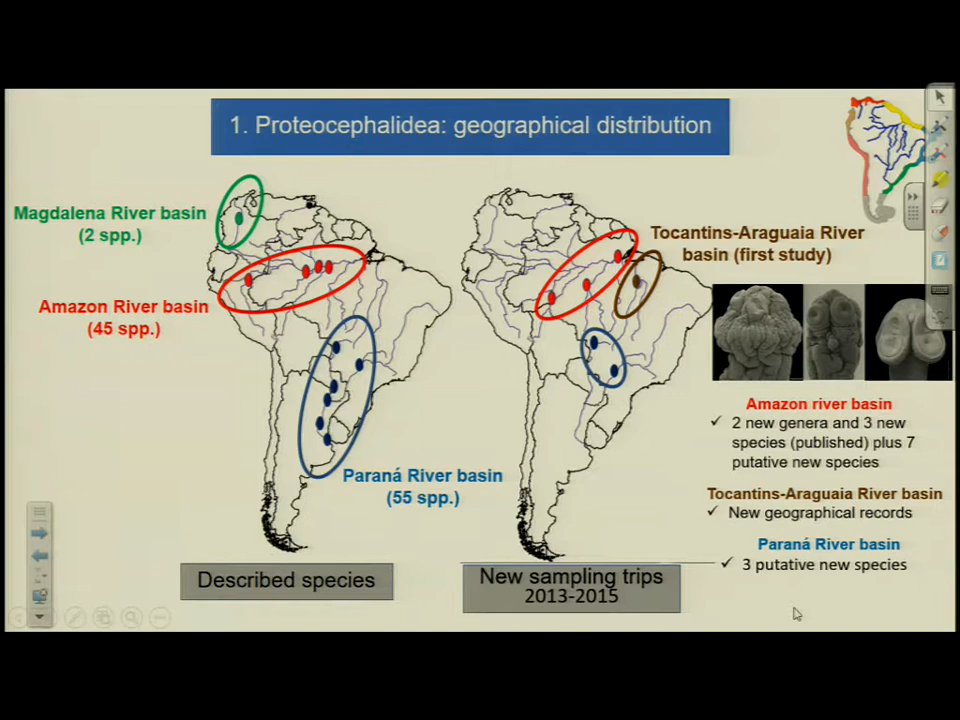 1. Proteocephalidea: geographical distribution
Magdalena River basin
(2 spp.)
Amazon River basin
(45 spp.)
Paraná River basin
(55 spp.)
Described species
Tocantins-Araguaia River
basin (first study)
New sampling trips
2013-2015
Amazon river basin
✓ 2 new genera and 3 new
species (published) plus 7
putative new species
Tocantins-Araguaia River basin
✓ New geographical records
Paraná River basin
✓ 3 putative new species